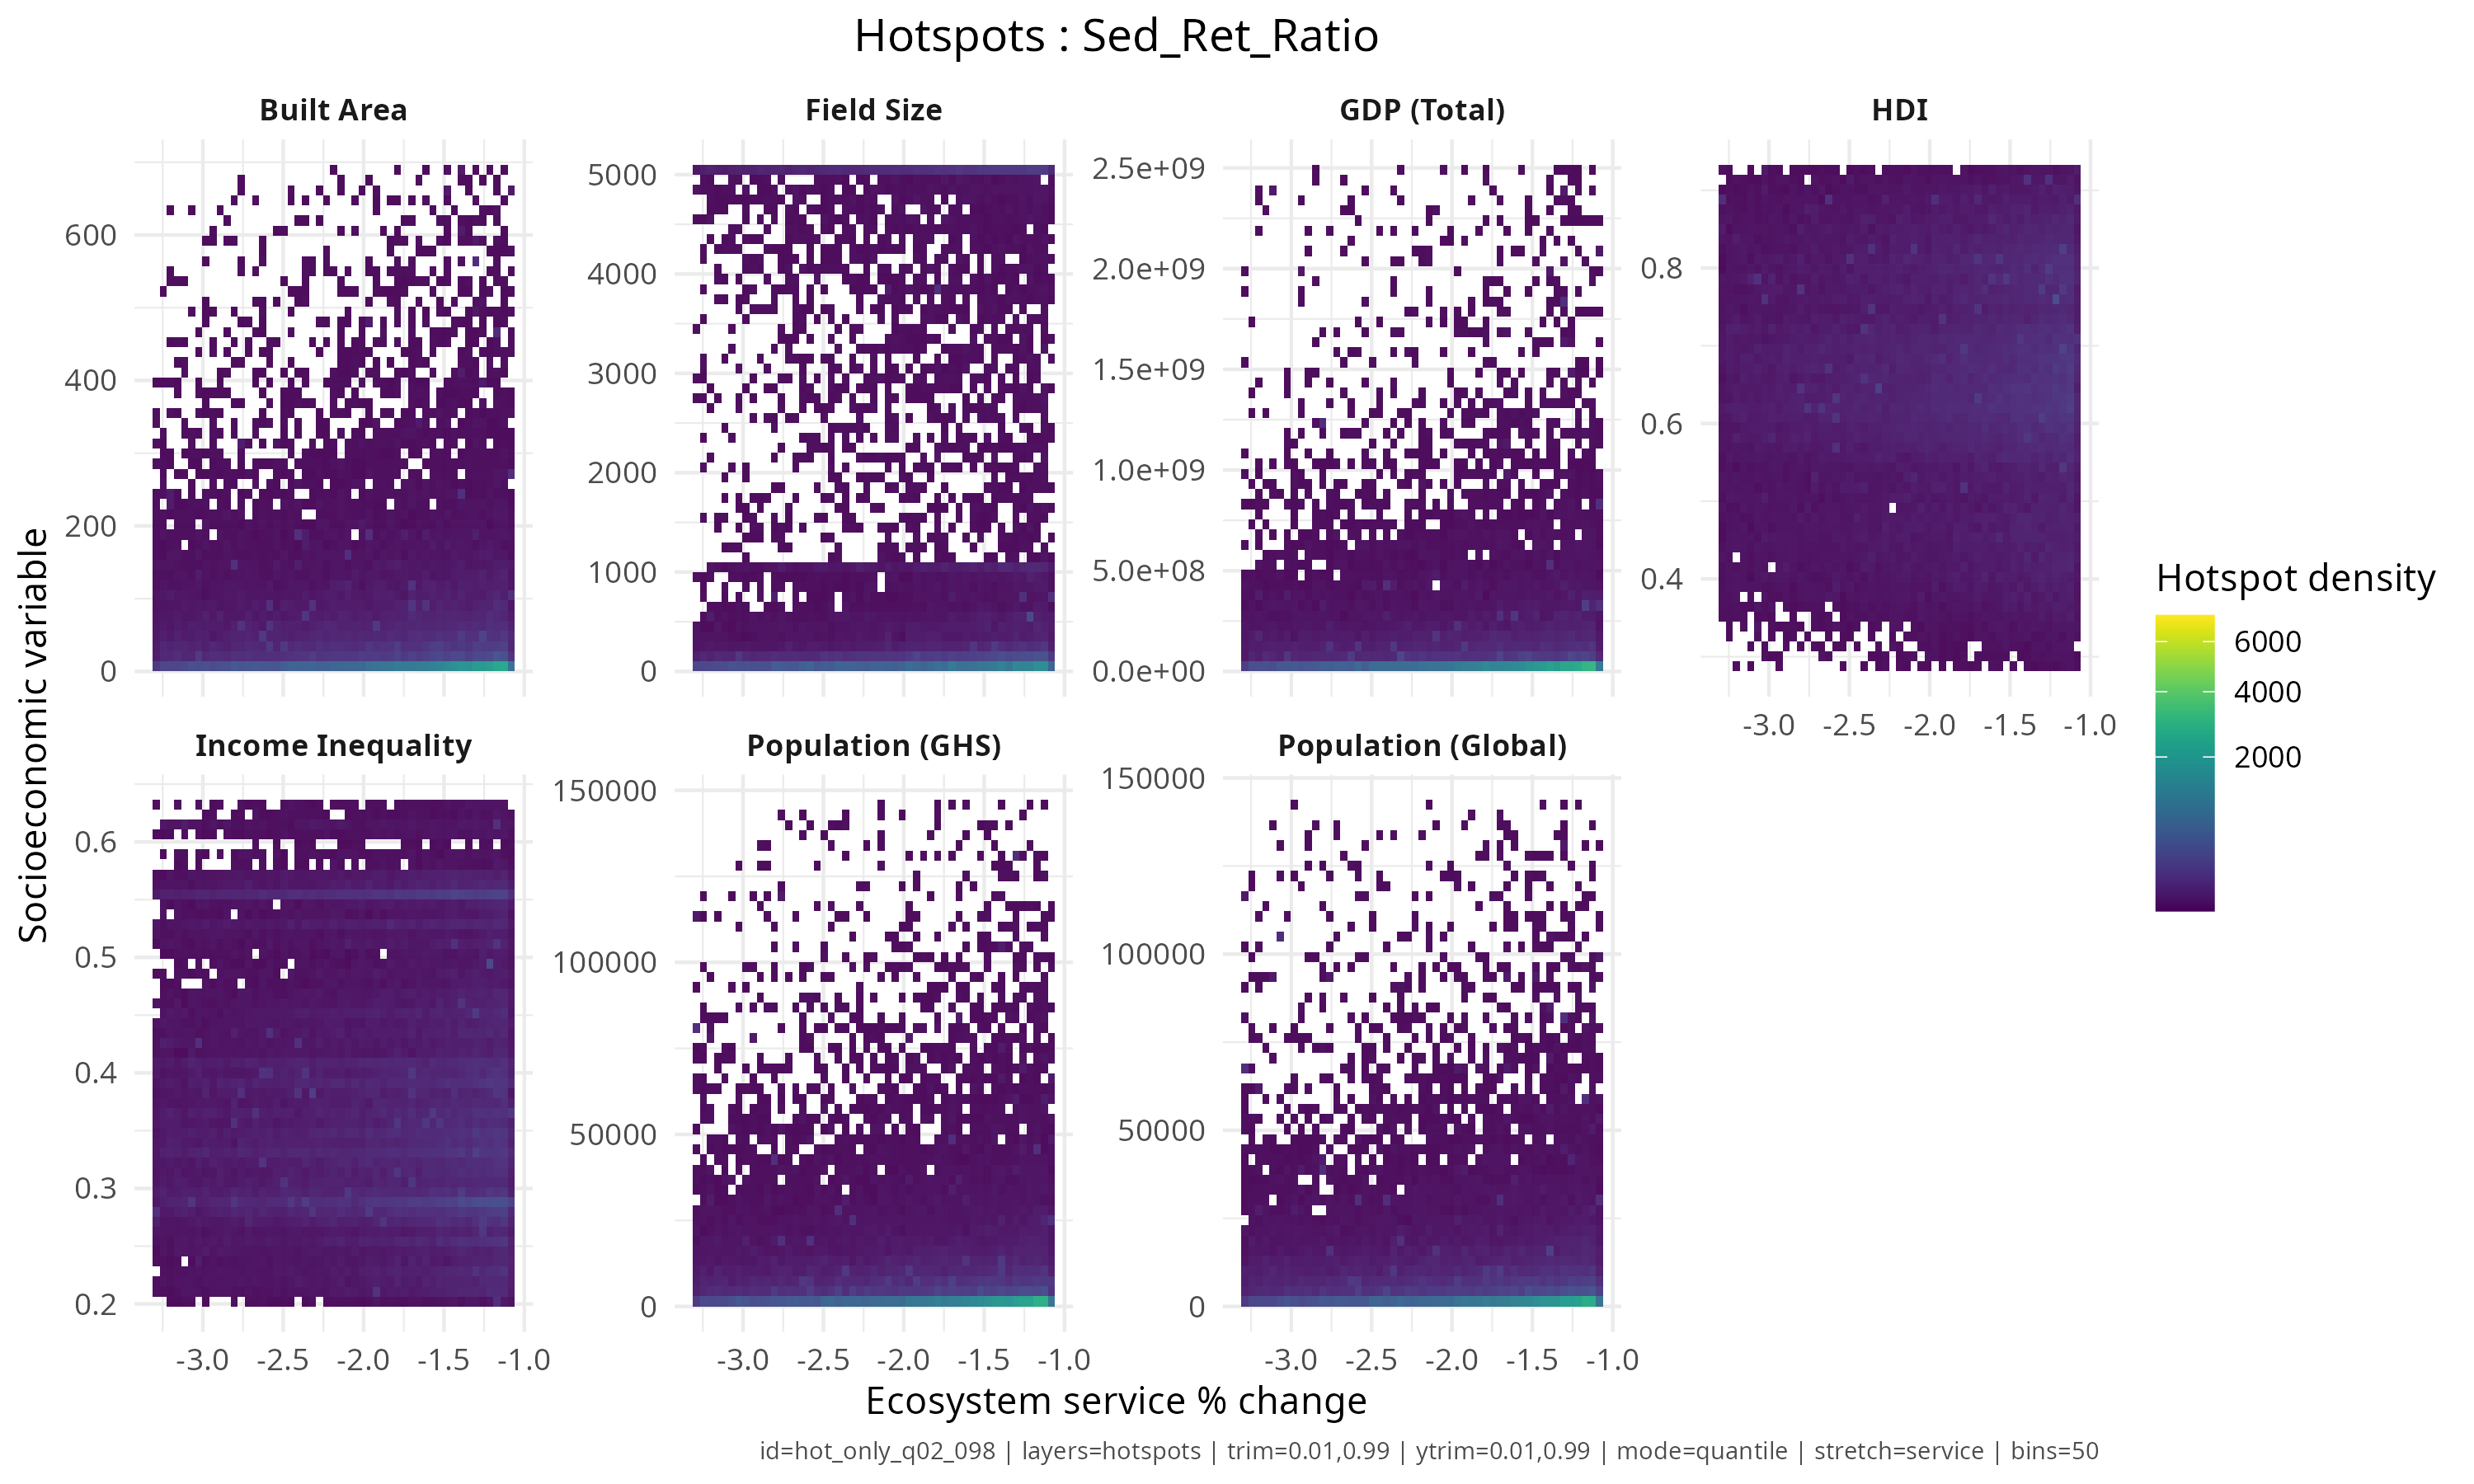 Hotspots : Sed_Ret_Ratio
Built Area
Field Size
GDP (Total)
HDI
600
400
200
0
5000
4000
3000
2000
1000
0
2.5e+09
2.0e+09
1.5e+09
1.0e+09
5.0e+08
0.0e+00
0.8
0.6
0.4
-3.0 -2.5 -2.0 -1.5 -1.0
Income Inequality
Population (GHS)
Population (Global)
0.6
0.5
0.4
0.3
0.2
150000
100000
50000
0
150000
100000
50000
0
-3.0 -2.5 -2.0 -1.5 -1.0
-3.0 -2.5 -2.0 -1.5 -1.0
-3.0 -2.5 -2.0 -1.5 -1.0
Socioeconomic variable
Ecosystem service % change
Hotspot density
6000
4000
2000
id=hot_only_q02_098 | layers=hotspots | trim=0.01,0.99 | ytrim=0.01,0.99 | mode=quantile | stretch=service | bins=50